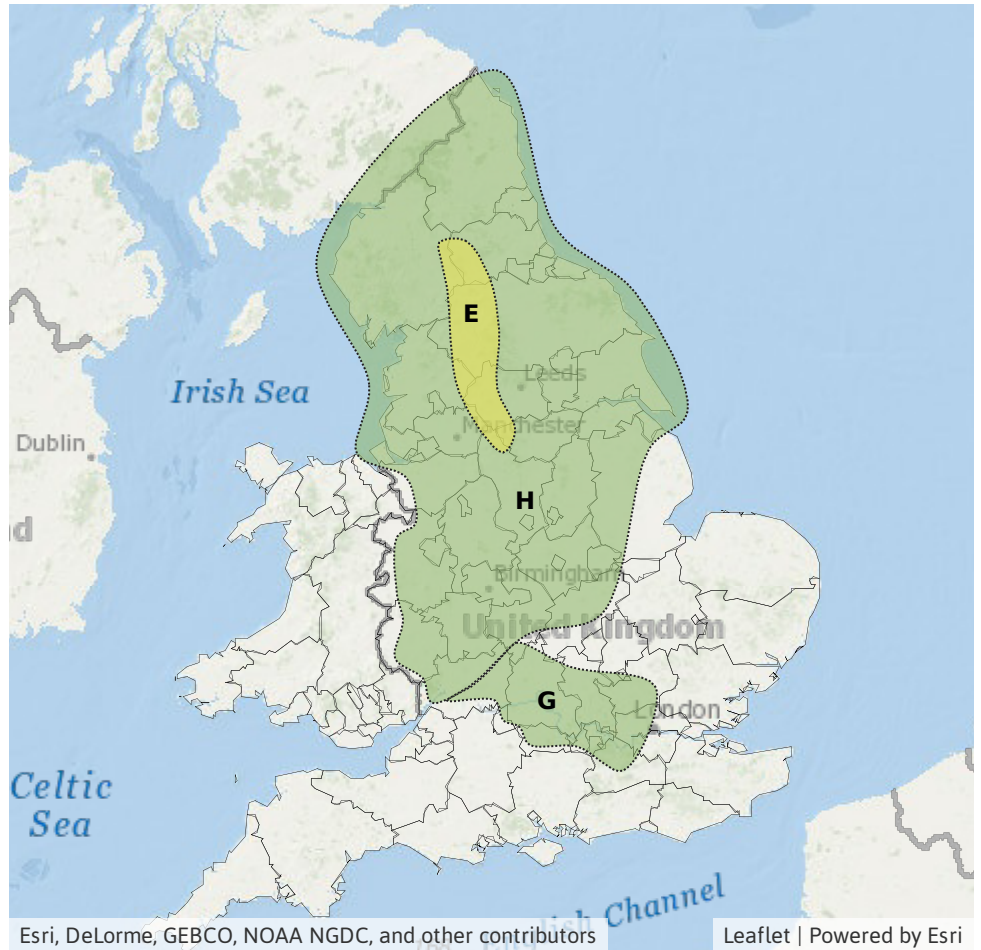 E
Leeds
Irish Sea
Manchester
Dublin
H
d
Birmingham
United Kingdom
G
London
Celtic
Sea
English Channel
Esri, DeLorme, GEBCO, NOAA NGDC, and other contributors
Leaflet | Powered by Esri